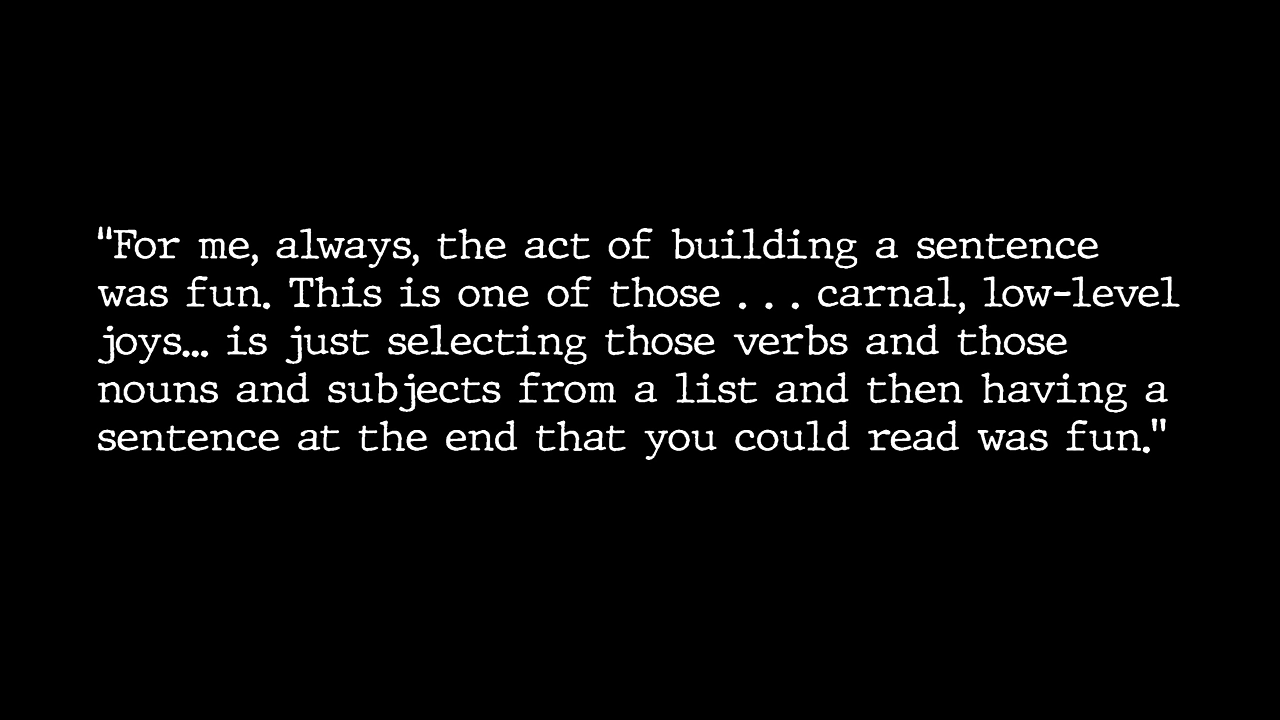 "For me, always, the act of building a sentence
was fun. This is one of those . . . carnal, low-level
joys... is just selecting those verbs and those
nouns and subjects from a list and then having a
sentence at the end that you could read was fun."